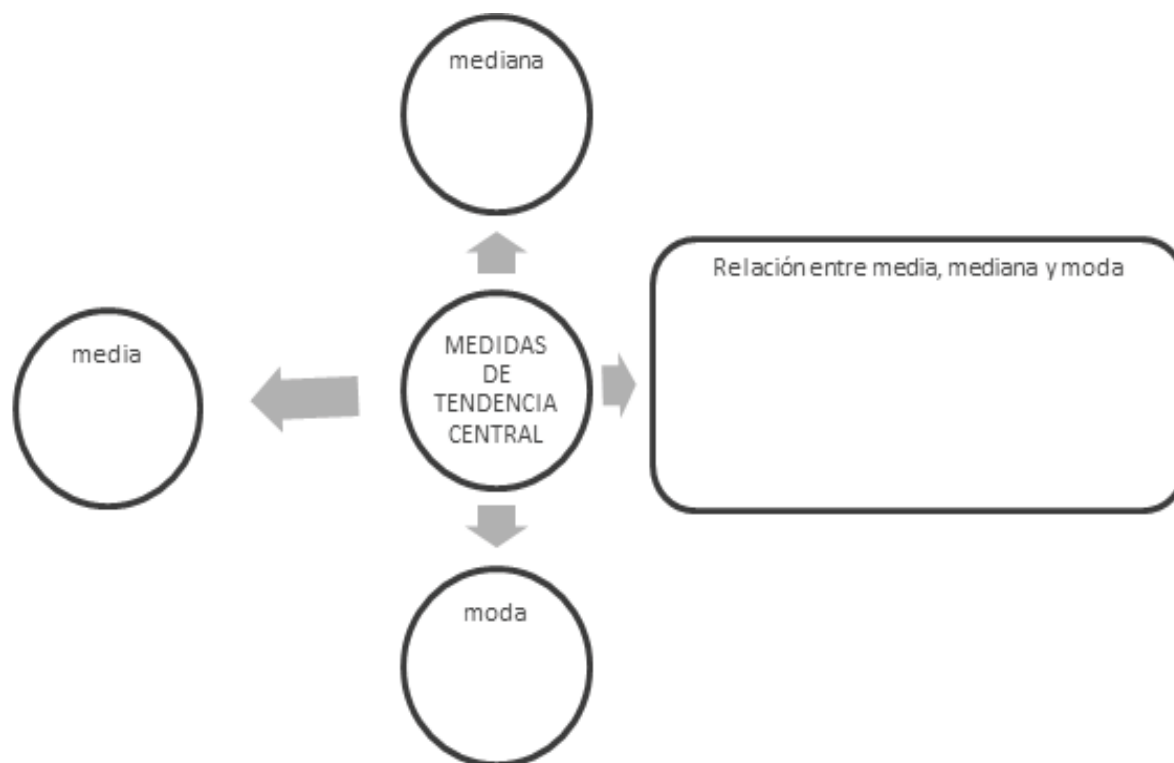 mediana
Relación entre media, mediana y moda
media
MEDIDAS
DE
TENDENCIA
CENTRAL
moda